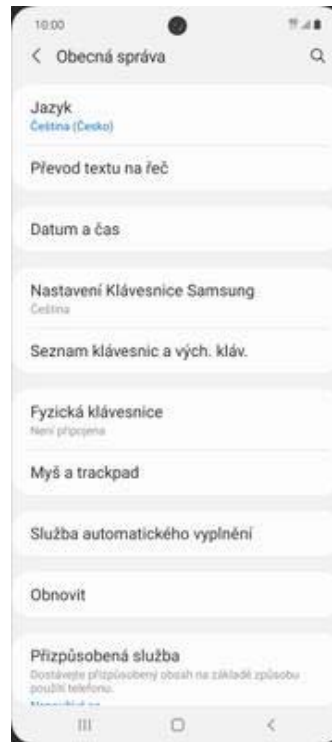 10:00
Obecná správa
Jazyk
Čeština (Česko)
Převod textu na řeč
Datum a čas
Nastavení Klávesnice Samsung
Čeština
Seznam klávesnic a vých. kláv.
Fyzická klávesnice
Není připojena
Myš a trackpad
Služba automatického vyplnění
Obnovit
Přizpůsobená služba
Dostávejte přizpůsobený obsah na základě způsobu
použití telefonu.